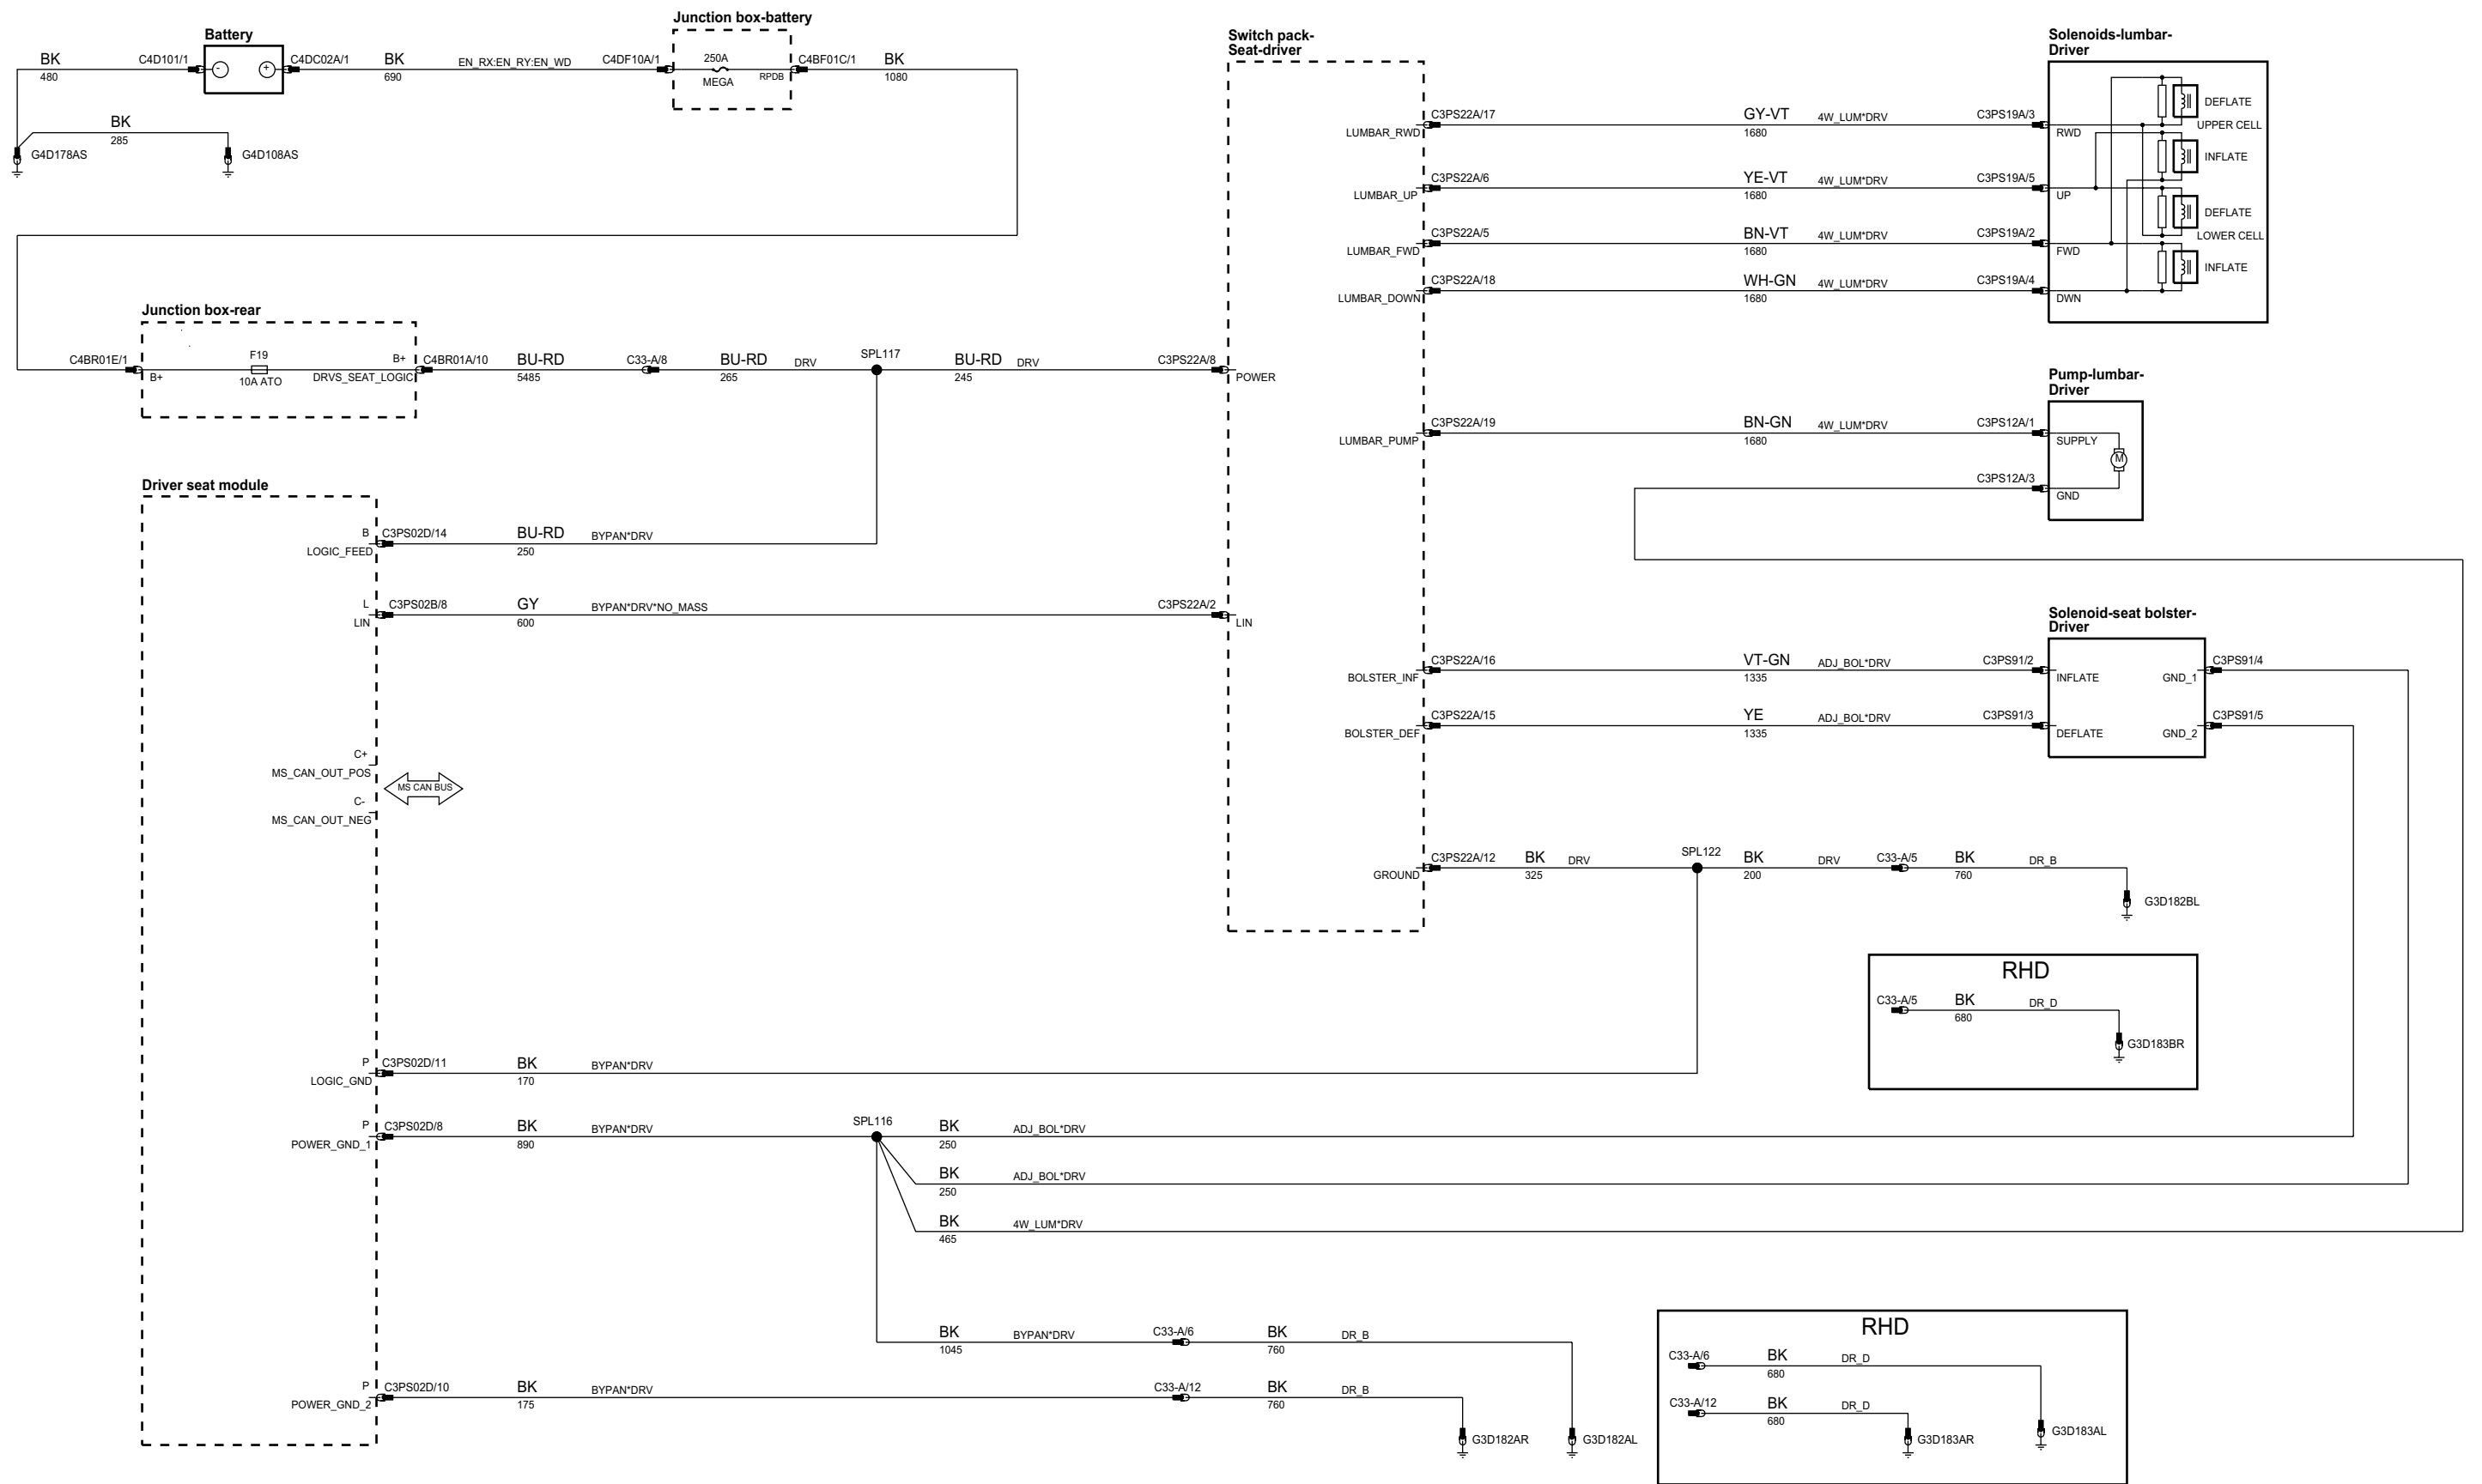 Battery
BK
480
C4D101/1
-
+
C4DC02A/1
BK
690
EN_RX:EN_RY:EN_WD
C4DF10A/1
Junction box-battery
250A
MEGA
RPDB
C4BF01C/1
BK
1080
BK
285
G4D178AS
G4D108AS
Junction box-rear
C4BR01E/1
B+
F19
10A ATO
B+
DRVS_SEAT_LOGIC
C4BR01A/10
BU-RD
5485
C33-A/8
BU-RD
265
DRV
SPL117
BU-RD
245
DRV
C3PS22A/8
POWER
Switch pack-
Seat-driver
LUMBAR_RWD
C3PS22A/17
GY-VT
1680
4W_LUM*DRV
C3PS19A/3
RWD
LUMBAR_UP
C3PS22A/6
YE-VT
1680
4W_LUM*DRV
C3PS19A/5
UP
LUMBAR_FWD
C3PS22A/5
BN-VT
1680
4W_LUM*DRV
C3PS19A/2
FWD
LUMBAR_DOWN
C3PS22A/18
WH-GN
1680
4W_LUM*DRV
C3PS19A/4
DWN
Solenoids-lumbar-
Driver
DEFLATE
UPPER CELL
INFLATE
DEFLATE
LOWER CELL
INFLATE
LUMBAR_PUMP
C3PS22A/19
BN-GN
1680
4W_LUM*DRV
C3PS12A/1
Pump-lumbar-
Driver
SUPPLY
M
C3PS12A/3
GND
Driver seat module
B
LOGIC_FEED
C3PS02D/14
BU-RD
250
BYPAN*DRV
L
LIN
C3PS02B/8
GY
600
BYPAN*DRV*NO_MASS
C3PS22A/2
LIN
BOLSTER_INF
C3PS22A/16
VT-GN
1335
ADJ_BOL*DRV
C3PS91/2
BOLSTER_DEF
C3PS22A/15
YE
1335
ADJ_BOL*DRV
C3PS91/3
Solenoid-seat bolster-
Driver
INFLATE
GND_1
C3PS91/4
DEFLATE
GND_2
C3PS91/5
C+
MS_CAN_OUT_POS
MS CAN BUS
C-
MS_CAN_OUT_NEG
GROUND
C3PS22A/12
BK
325
DRV
SPL122
BK
200
DRV
C33-A/5
BK
760
DR_B
G3D182BL
RHD
C33-A/5
BK
680
DR_D
G3D183BR
P
LOGIC_GND
C3PS02D/11
BK
170
BYPAN*DRV
P
POWER_GND_1
C3PS02D/8
BK
890
BYPAN*DRV
SPL116
BK
250
ADJ_BOL*DRV
BK
250
ADJ_BOL*DRV
BK
465
4W_LUM*DRV
BK
1045
BYPAN*DRV
C33-A/6
BK
760
DR_B
P
POWER_GND_2
C3PS02D/10
BK
175
BYPAN*DRV
C33-A/12
BK
760
DR_B
G3D182AR
G3D182AL
RHD
C33-A/6
BK
680
DR_D
C33-A/12
BK
680
DR_D
G3D183AR
G3D183AL